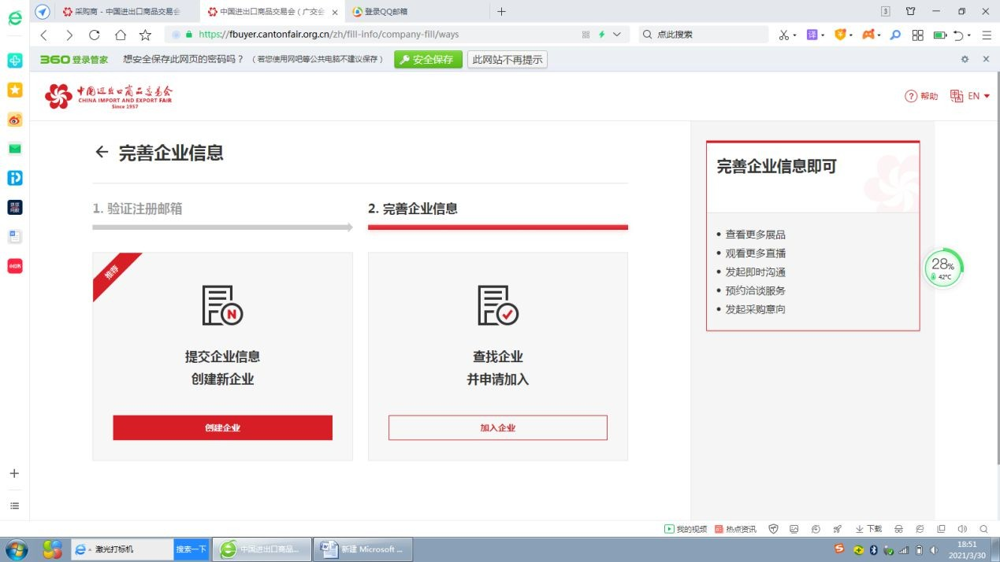 采购商 - 中国进出口商品交易会
中国进出口商品交易会（广交会
登录QQ邮箱
3
https://fbuyer.cantonfair.org.cn/zh/fill-info/company-fill/ways
点此搜索
译
360登录管家
想安全保存此网页的密码吗？
（若您使用网吧等公共电脑不建议保存）
安全保存
此网站不再提示
中国进出口商品交易会
CHINA IMPORT AND EXPORT FAIR
Since 1957
帮助
EN
完善企业信息
1. 验证注册邮箱
2. 完善企业信息
推荐
提交企业信息
创建新企业
创建企业
查找企业
并申请加入
加入企业
完善企业信息即可
查看更多展品
观看更多直播
发起即时沟通
预约洽谈服务
发起采购意向
28%
42°C
小红书
我的视频
热点资讯
下载
激光打标机
搜索一下
中国进出口商品...
新建 Microsoft ...
18:51
2021/3/30